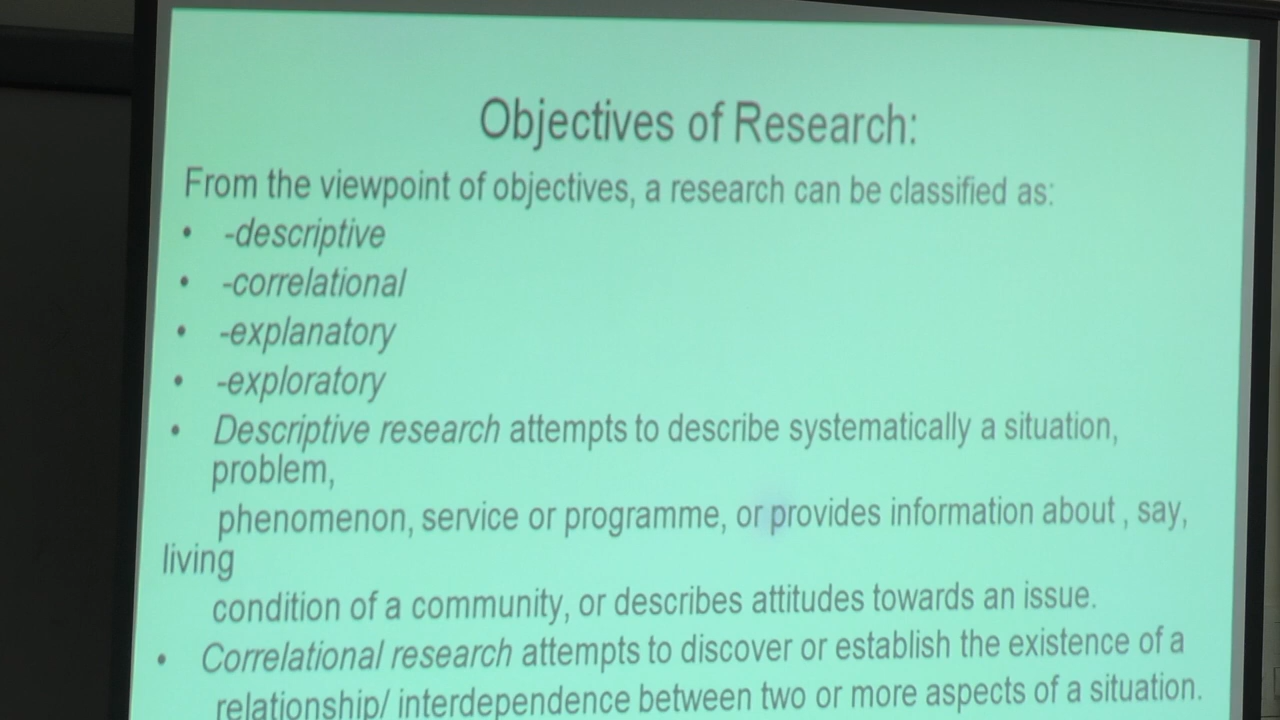 Objectives of Research:
From the viewpoint of objectives, a research can be classified as:
• -descriptive
• -correlational
• -explanatory
• -exploratory
• Descriptive research attempts to describe systematically a situation,
problem,
phenomenon, service or programme, or provides information about , say,
living
condition of a community, or describes attitudes towards an issue.
• Correlational research attempts to discover or establish the existence of a
relationship/ interdependence between two or more aspects of a situation.